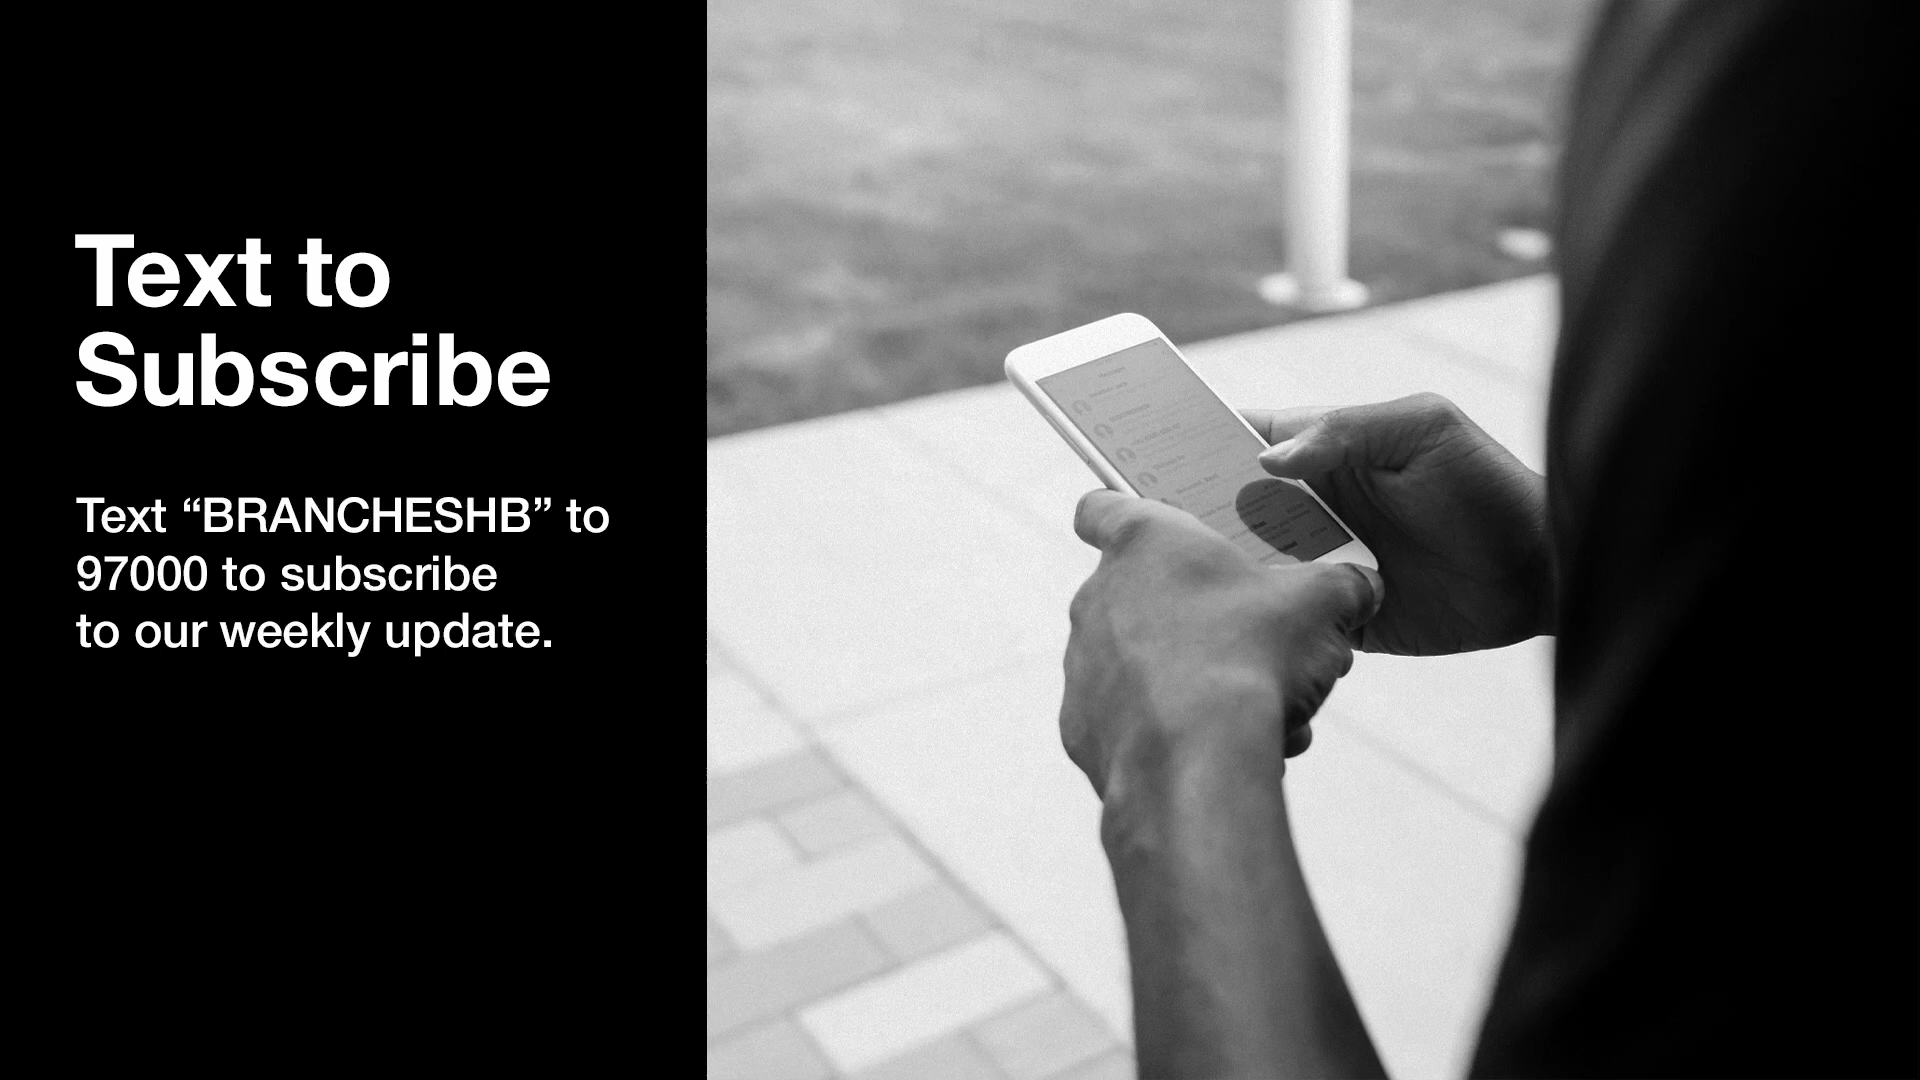 Text to
Subscribe
Text “BRANCHESHB” to
97000 to subscribe
to our weekly update.